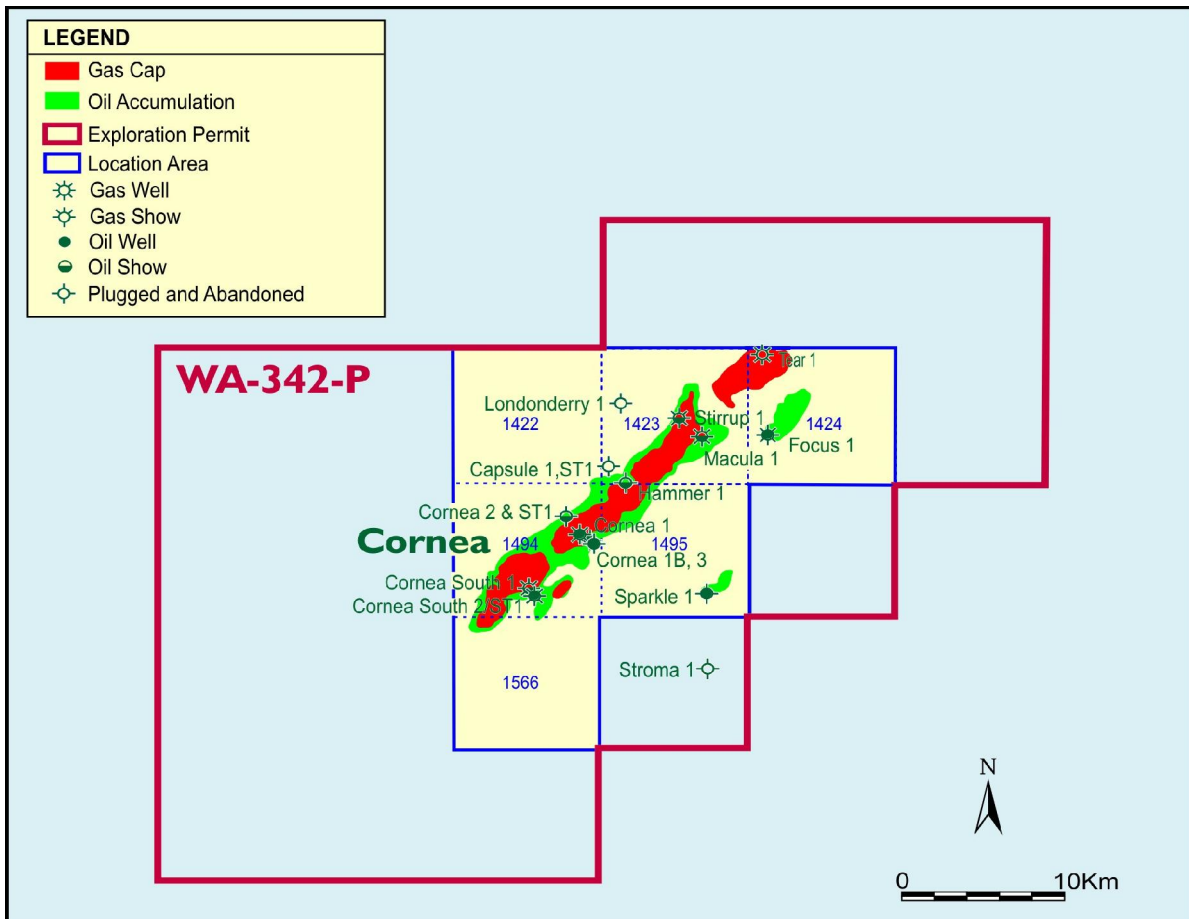 LEGEND
Gas Cap
Oil Accumulation
Exploration Permit
Location Area
Gas Well
Gas Show
Oil Well
Oil Show
Plugged and Abandoned
WA-342-P
Tear 1
Londonderry 1
1422
1423
Stirrup 1
1424
Focus 1
Macula 1
Capsule 1,ST1
Hammer 1
Cornea 2 & ST1
Cornea 1
Cornea
1494
1495
Cornea 1B, 3
Cornea South 1
Cornea South 2/ST1
Sparkle 1
Stroma 1
1566
N
0 10Km